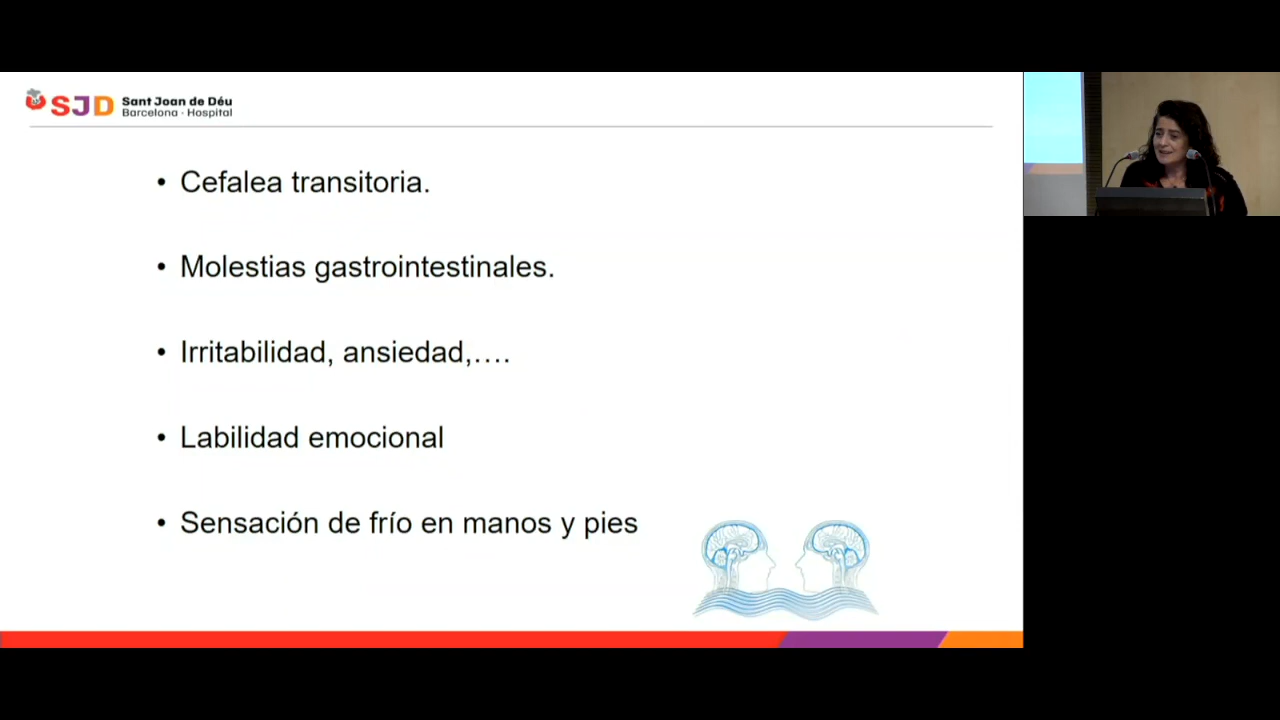 SJD Sant Joan de Déu
Barcelona · Hospital
• Cefalea transitoria.
• Molestias gastrointestinales.
• Irritabilidad, ansiedad,….
• Labilidad emocional
• Sensación de frío en manos y pies